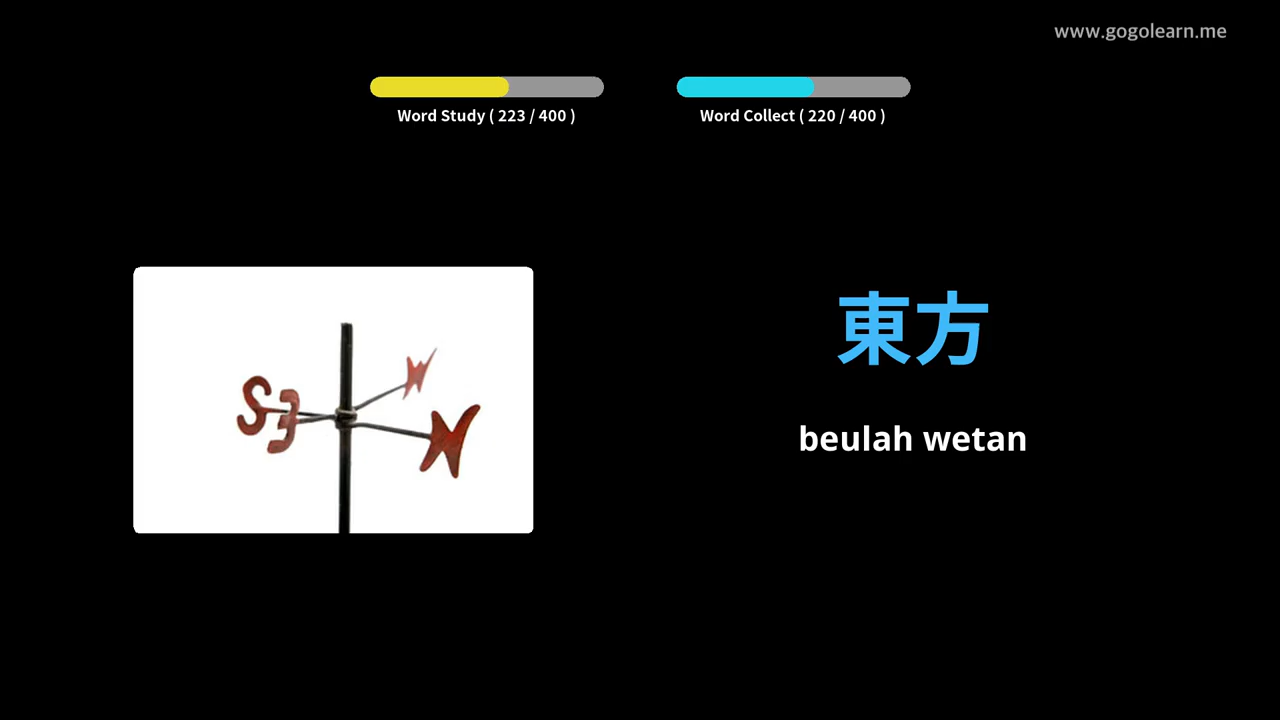 www.gogolearn.me
Word Study ( 223 / 400 )
Word Collect ( 220 / 400 )
東方
beulah wetan
S E N W